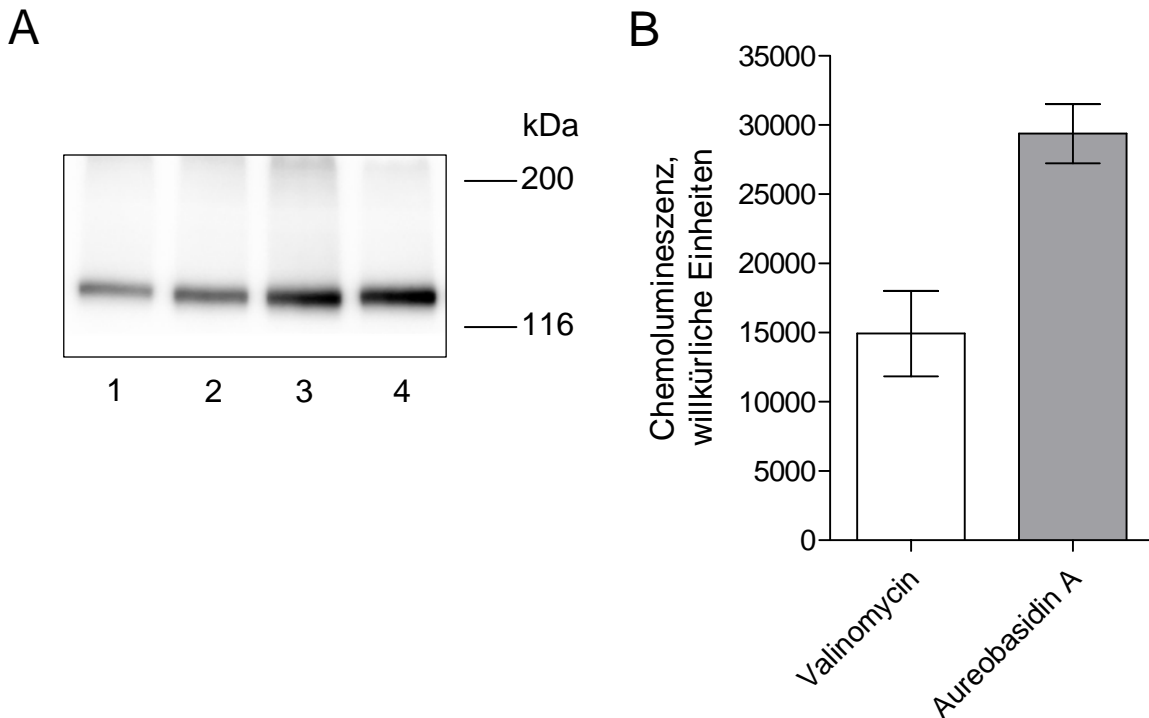 A
kDa
200
116
1 2 3 4
B
Chemolumineszenz,
willkürliche Einheiten
35000
30000
25000
20000
15000
10000
5000
0
Valinomycin
Aureobasidin A